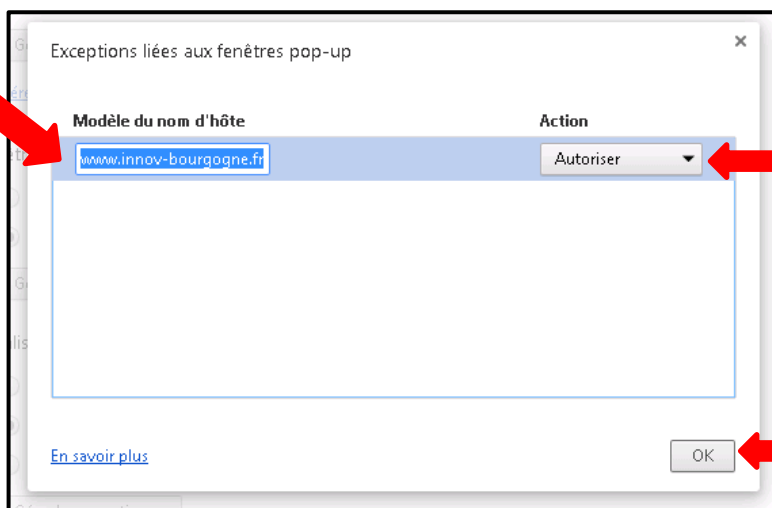 Exceptions liées aux fenêtres pop-up
×
Modèle du nom d'hôte Action
www.innov-bourgogne.fr Autoriser
En savoir plus OK